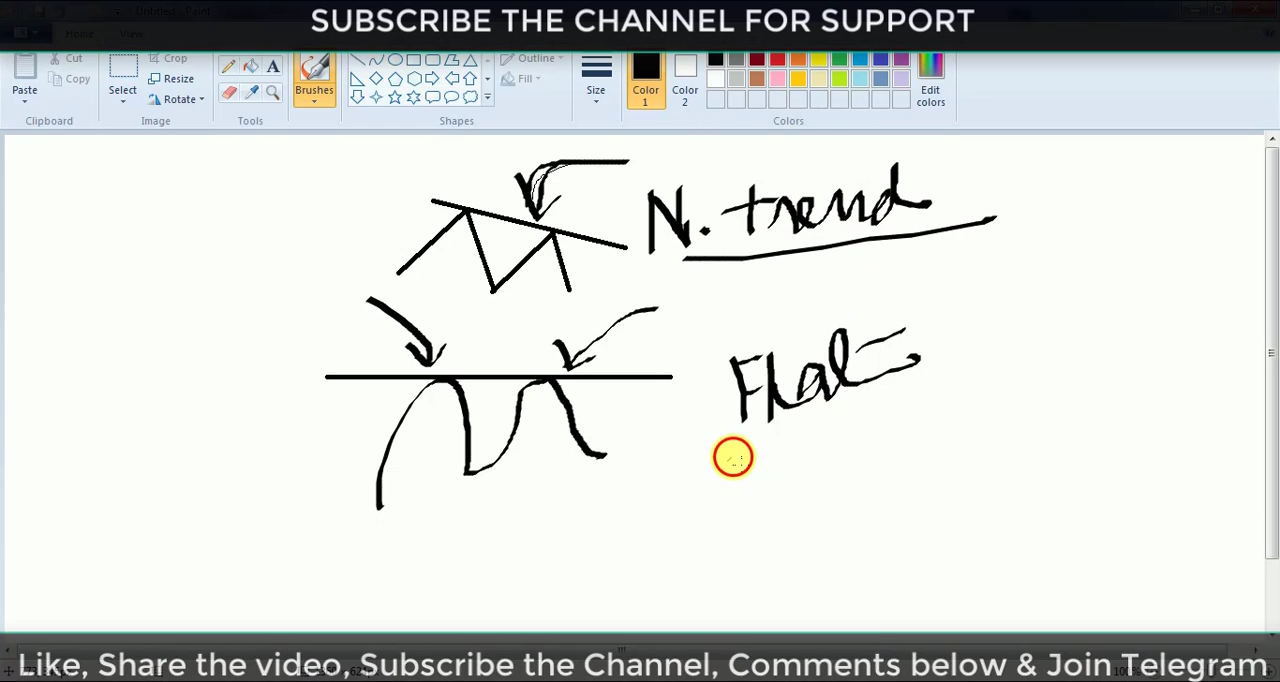 SUBSCRIBE THE CHANNEL FOR SUPPORT
Home View
Cut
Copy
Paste
Clipboard
Select
Crop
Resize
Rotate
Image
A
Tools
Brushes
Outline
Fill
Shapes
Size
Color 1
Color 2
Edit colors
Colors
N. trend
Flat
Like, Share the video, Subscribe the Channel, Comments below & Join Telegram